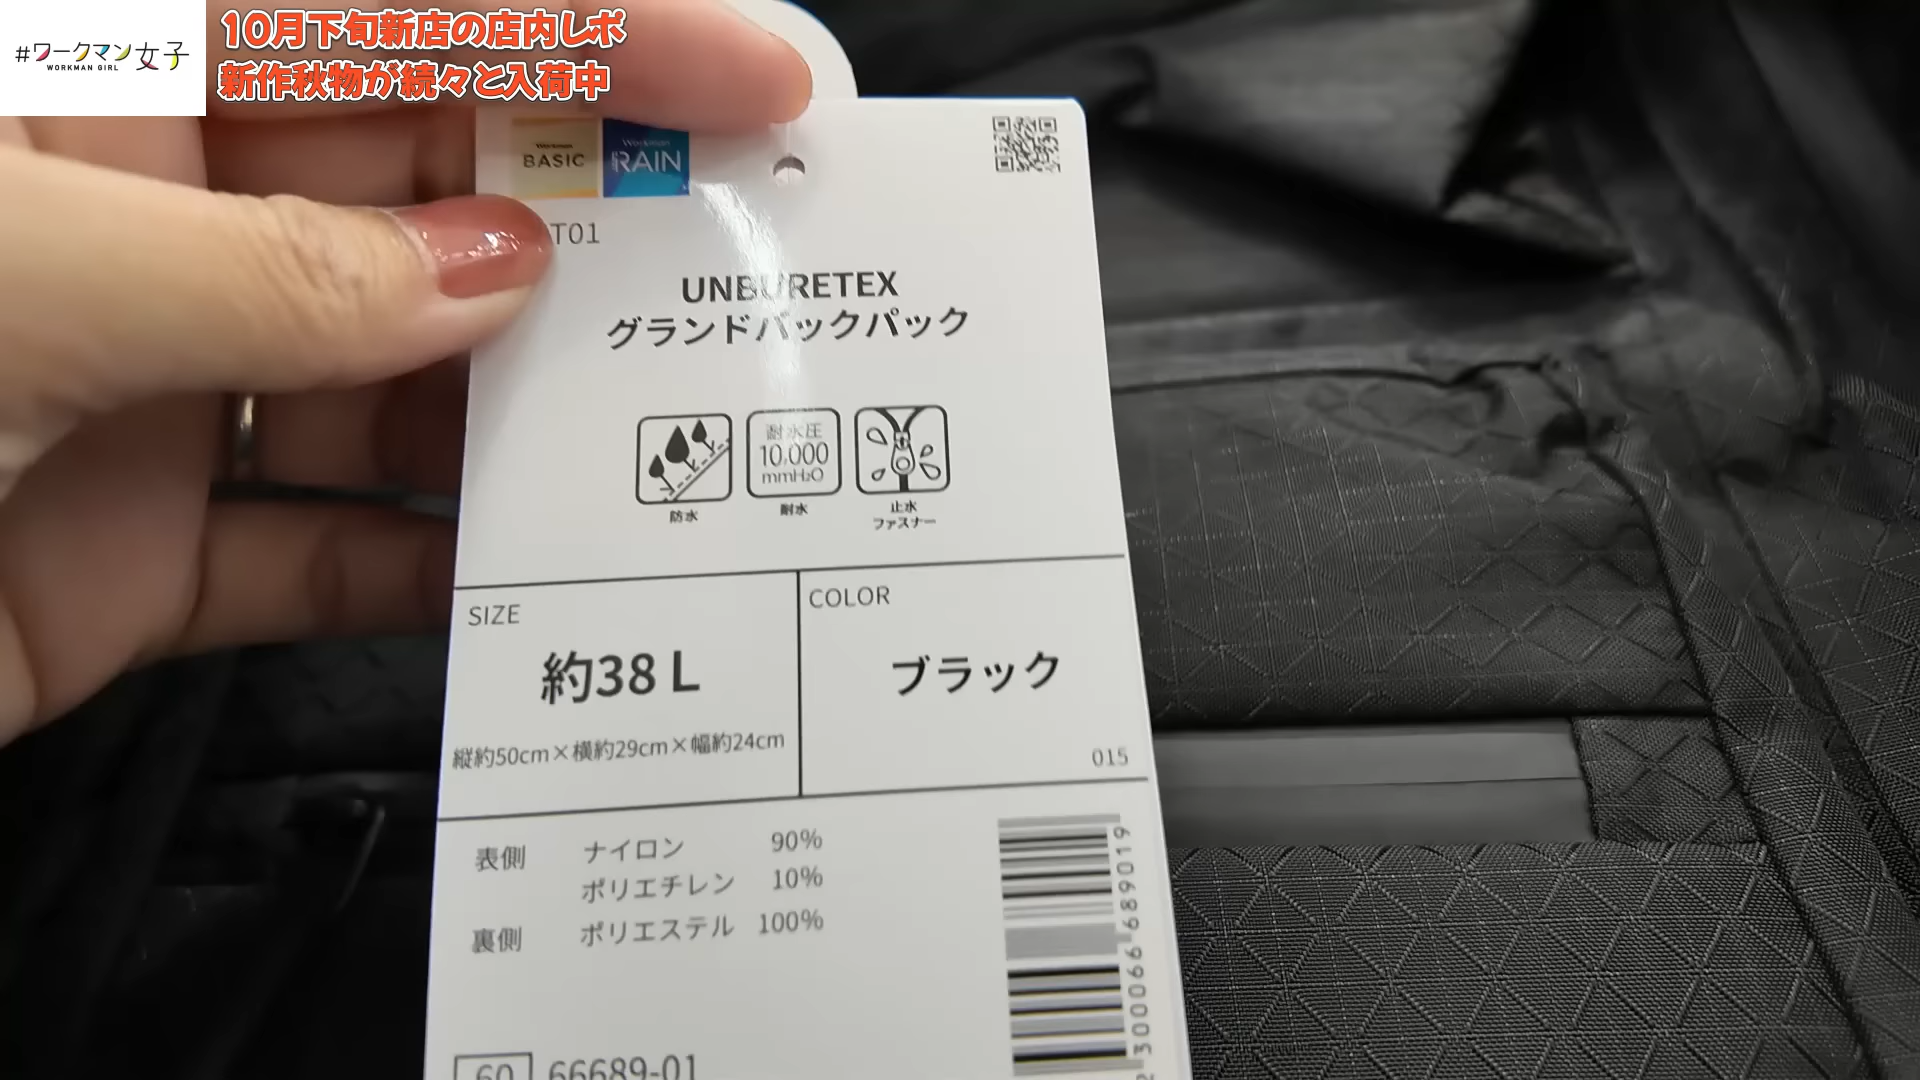 #ワークマン女子
WORKMAN GIRL
10月下旬新店の店内レポ
新作秋物が続々と入荷中
Workman
BASIC
Workman
RAIN
T01
UNBURETEX
グランドバックパック
耐水圧
10,000
mmH₂O
防水
耐水
止水
ファスナー
SIZE
約38L
縦約50cm×横約29cm×幅約24cm
COLOR
ブラック
015
表側 ナイロン 90%
ポリエチレン 10%
裏側 ポリエステル 100%
60 66689-01
2300066689019